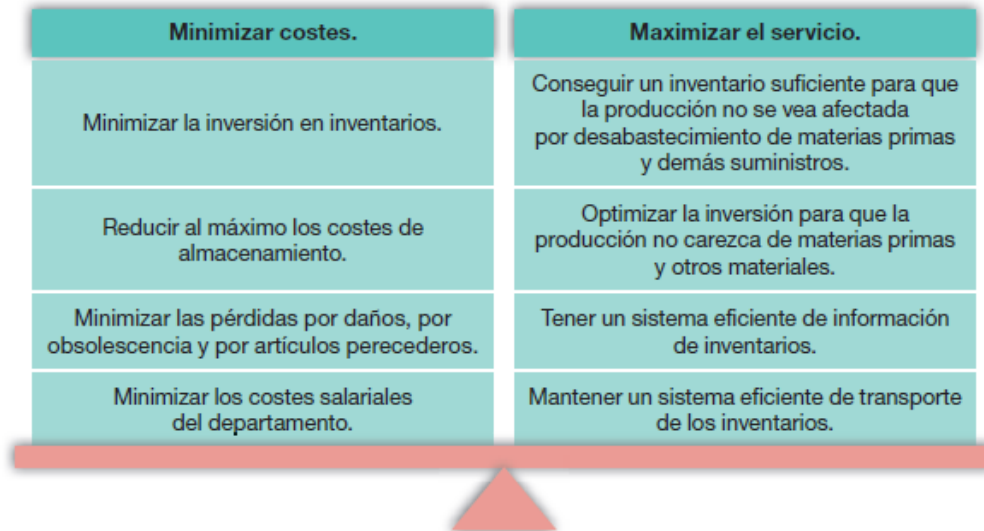 Minimizar costes.
Minimizar la inversión en inventarios.
Reducir al máximo los costes de
almacenamiento.
Minimizar las pérdidas por daños, por
obsolescencia y por artículos perecederos.
Minimizar los costes salariales
del departamento.
Maximizar el servicio.
Conseguir un inventario suficiente para que
la producción no se vea afectada
por desabastecimiento de materias primas
y demás suministros.
Optimizar la inversión para que la
producción no carezca de materias primas
y otros materiales.
Tener un sistema eficiente de información
de inventarios.
Mantener un sistema eficiente de transporte
de los inventarios.